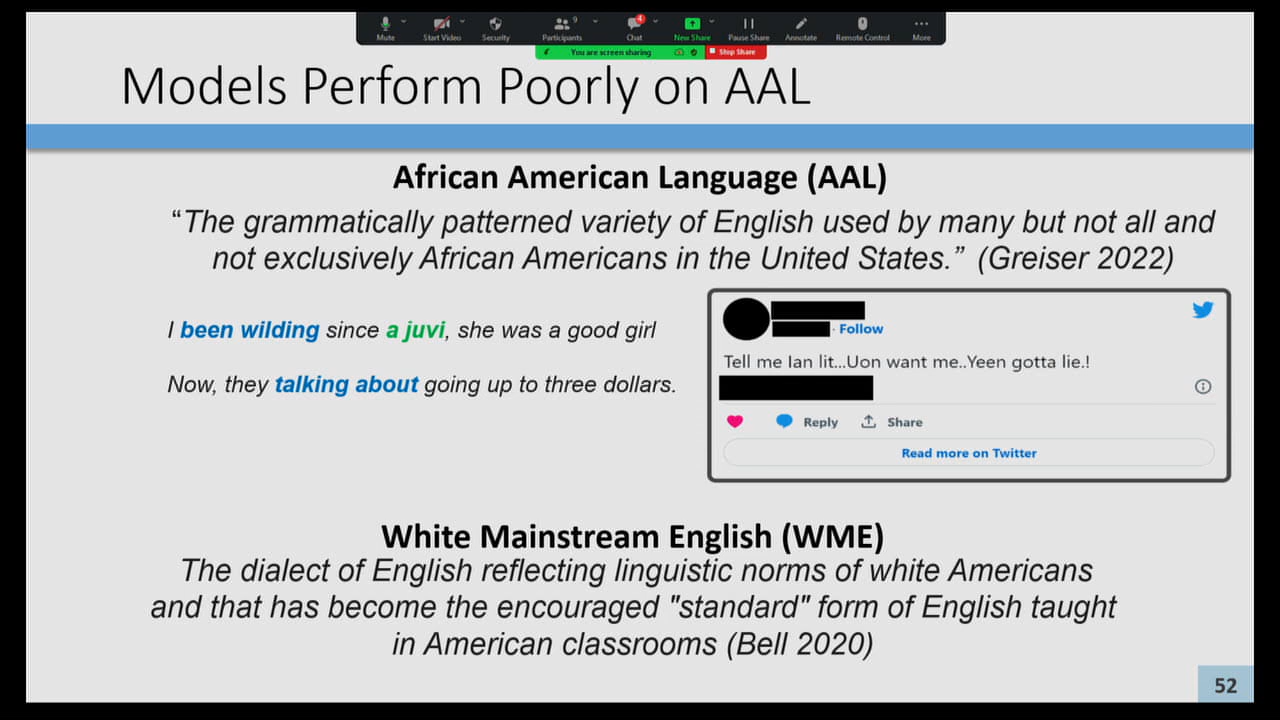 9
4
Mute
Start Video
Security
Participants
Chat
New Share
Pause Share
Annotate
Remote Control
More
You are screen sharing
Stop Share
Models Perform Poorly on AAL
African American Language (AAL)
“The grammatically patterned variety of English used by many but not all and
not exclusively African Americans in the United States.” (Greiser 2022)
I been wilding since a juvi, she was a good girl
Now, they talking about going up to three dollars.
· Follow
Tell me Ian lit...Uon want me..Yeen gotta lie.!
Reply
Share
Read more on Twitter
White Mainstream English (WME)
The dialect of English reflecting linguistic norms of white Americans
and that has become the encouraged "standard" form of English taught
in American classrooms (Bell 2020)
52